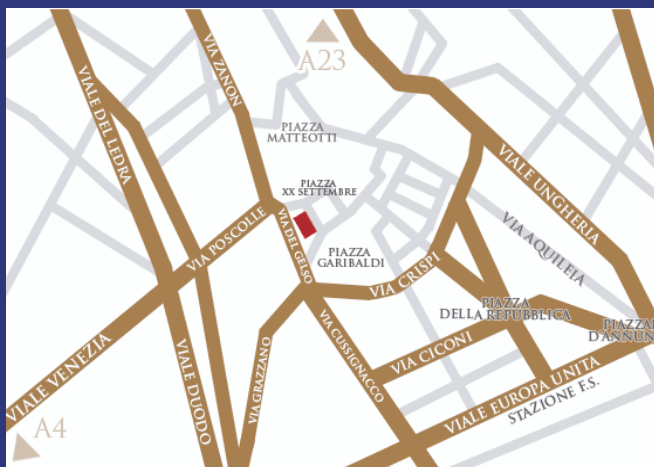 A23
VIA ZANON
VIALE DEL LEDRA
PIAZZA
MATTEOTTI
PIAZZA
XX SETTEMBRE
VIALE UNGHERIA
VIA POSCOLLE
VIA DEL GELSO
VIA AQUILEIA
PIAZZA
GARIBALDI
VIA CRISPI
PIAZZA
DELLA REPUBBLICA
PIAZZA
D'ANNUN
VIA CUSSIGNACCO
VIA GRAZZANO
VIA CICONI
VIALE VENEZIA
VIALE DUODO
VIALE EUROPA UNITA
STAZIONE F.S.
A4